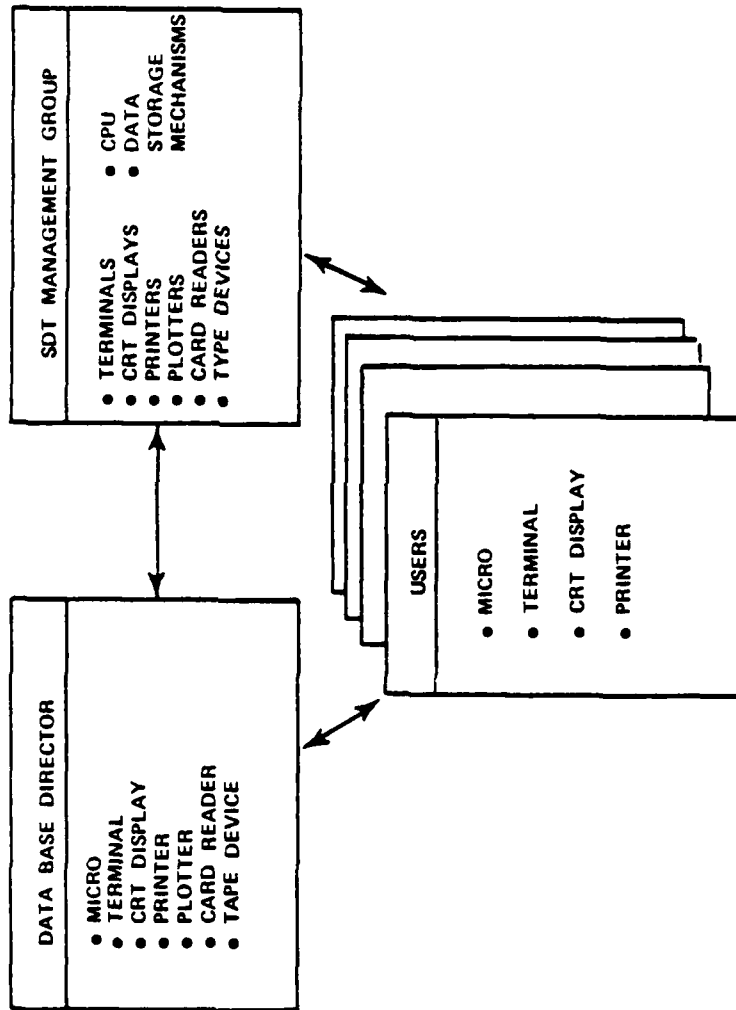 DATA BASE DIRECTOR
• MICRO
• TERMINAL
• CRT DISPLAY
• PRINTER
• PLOTTER
• CARD READER
• TAPE DEVICE
SDT MANAGEMENT GROUP
• TERMINALS
• CRT DISPLAYS
• PRINTERS
• PLOTTERS
• CARD READERS
• TYPE DEVICES
• CPU
• DATA
STORAGE
MECHANISMS
USERS
• MICRO
• TERMINAL
• CRT DISPLAY
• PRINTER